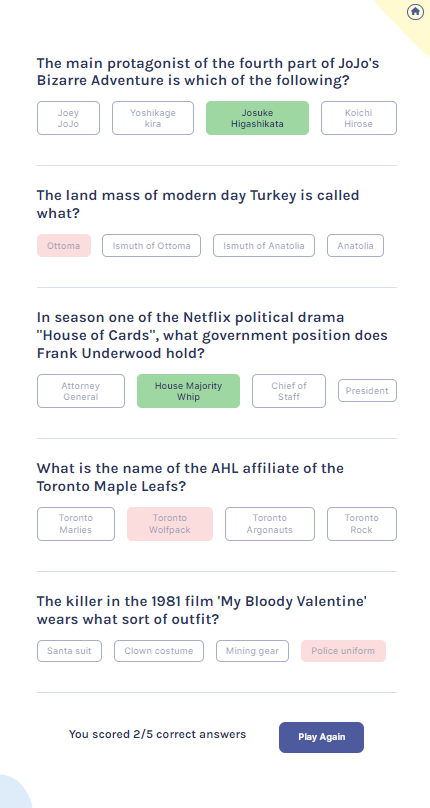 The main protagonist of the fourth part of JoJo's
Bizarre Adventure is which of the following?
Joey
JoJo
Yoshikage
kira
Josuke
Higashikata
Koichi
Hirose
The land mass of modern day Turkey is called
what?
Ottoma
Ismuth of Ottoma
Ismuth of Anatolia
Anatolia
In season one of the Netflix political drama
"House of Cards", what government position does
Frank Underwood hold?
Attorney
General
House Majority
Whip
Chief of
Staff
President
What is the name of the AHL affiliate of the
Toronto Maple Leafs?
Toronto
Marlies
Toronto
Wolfpack
Toronto
Argonauts
Toronto
Rock
The killer in the 1981 film 'My Bloody Valentine'
wears what sort of outfit?
Santa suit
Clown costume
Mining gear
Police uniform
You scored 2/5 correct answers
Play Again